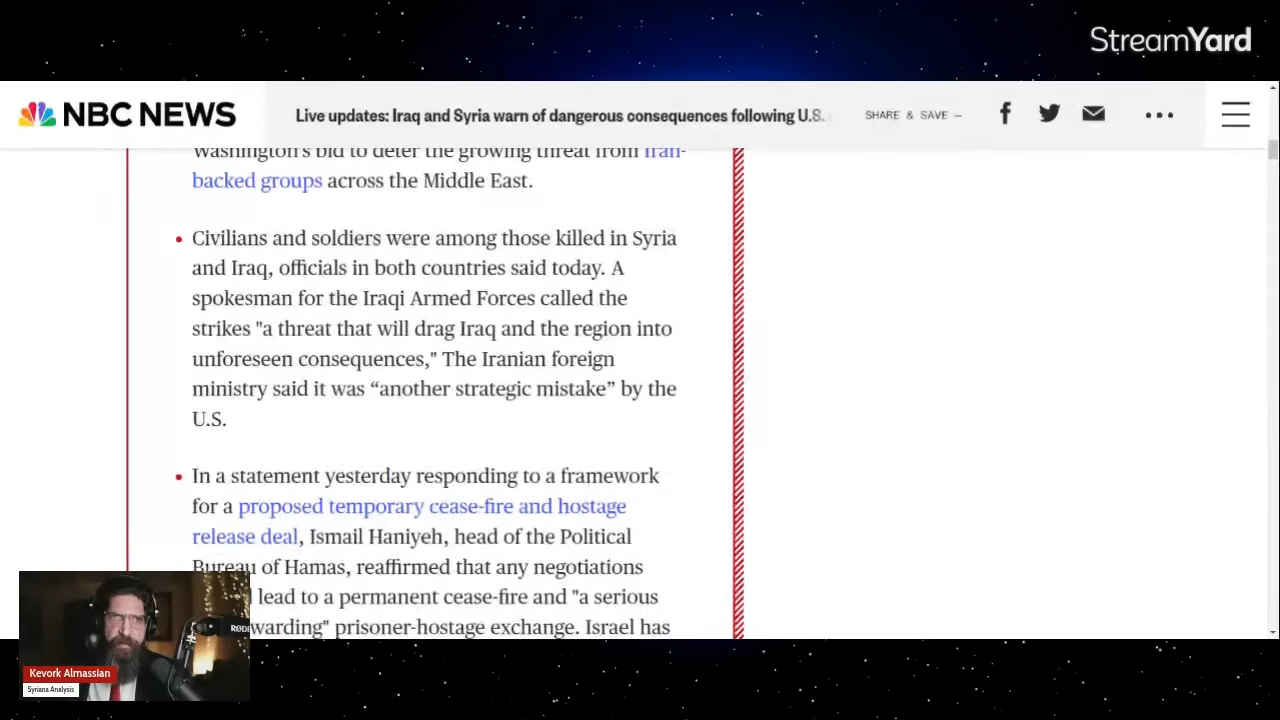 StreamYard
NBC NEWS
Live updates: Iraq and Syria warn of dangerous consequences following U.S.
SHARE & SAVE —
Washington's bid to deter the growing threat from Iran-
backed groups across the Middle East.
Civilians and soldiers were among those killed in Syria
and Iraq, officials in both countries said today. A
spokesman for the Iraqi Armed Forces called the
strikes "a threat that will drag Iraq and the region into
unforeseen consequences," The Iranian foreign
ministry said it was “another strategic mistake” by the
U.S.
In a statement yesterday responding to a framework
for a proposed temporary cease-fire and hostage
release deal, Ismail Haniyeh, head of the Political
Bureau of Hamas, reaffirmed that any negotiations
lead to a permanent cease-fire and "a serious
warding" prisoner-hostage exchange. Israel has
RØDE
Kevork Almassian
Syriana Analysis